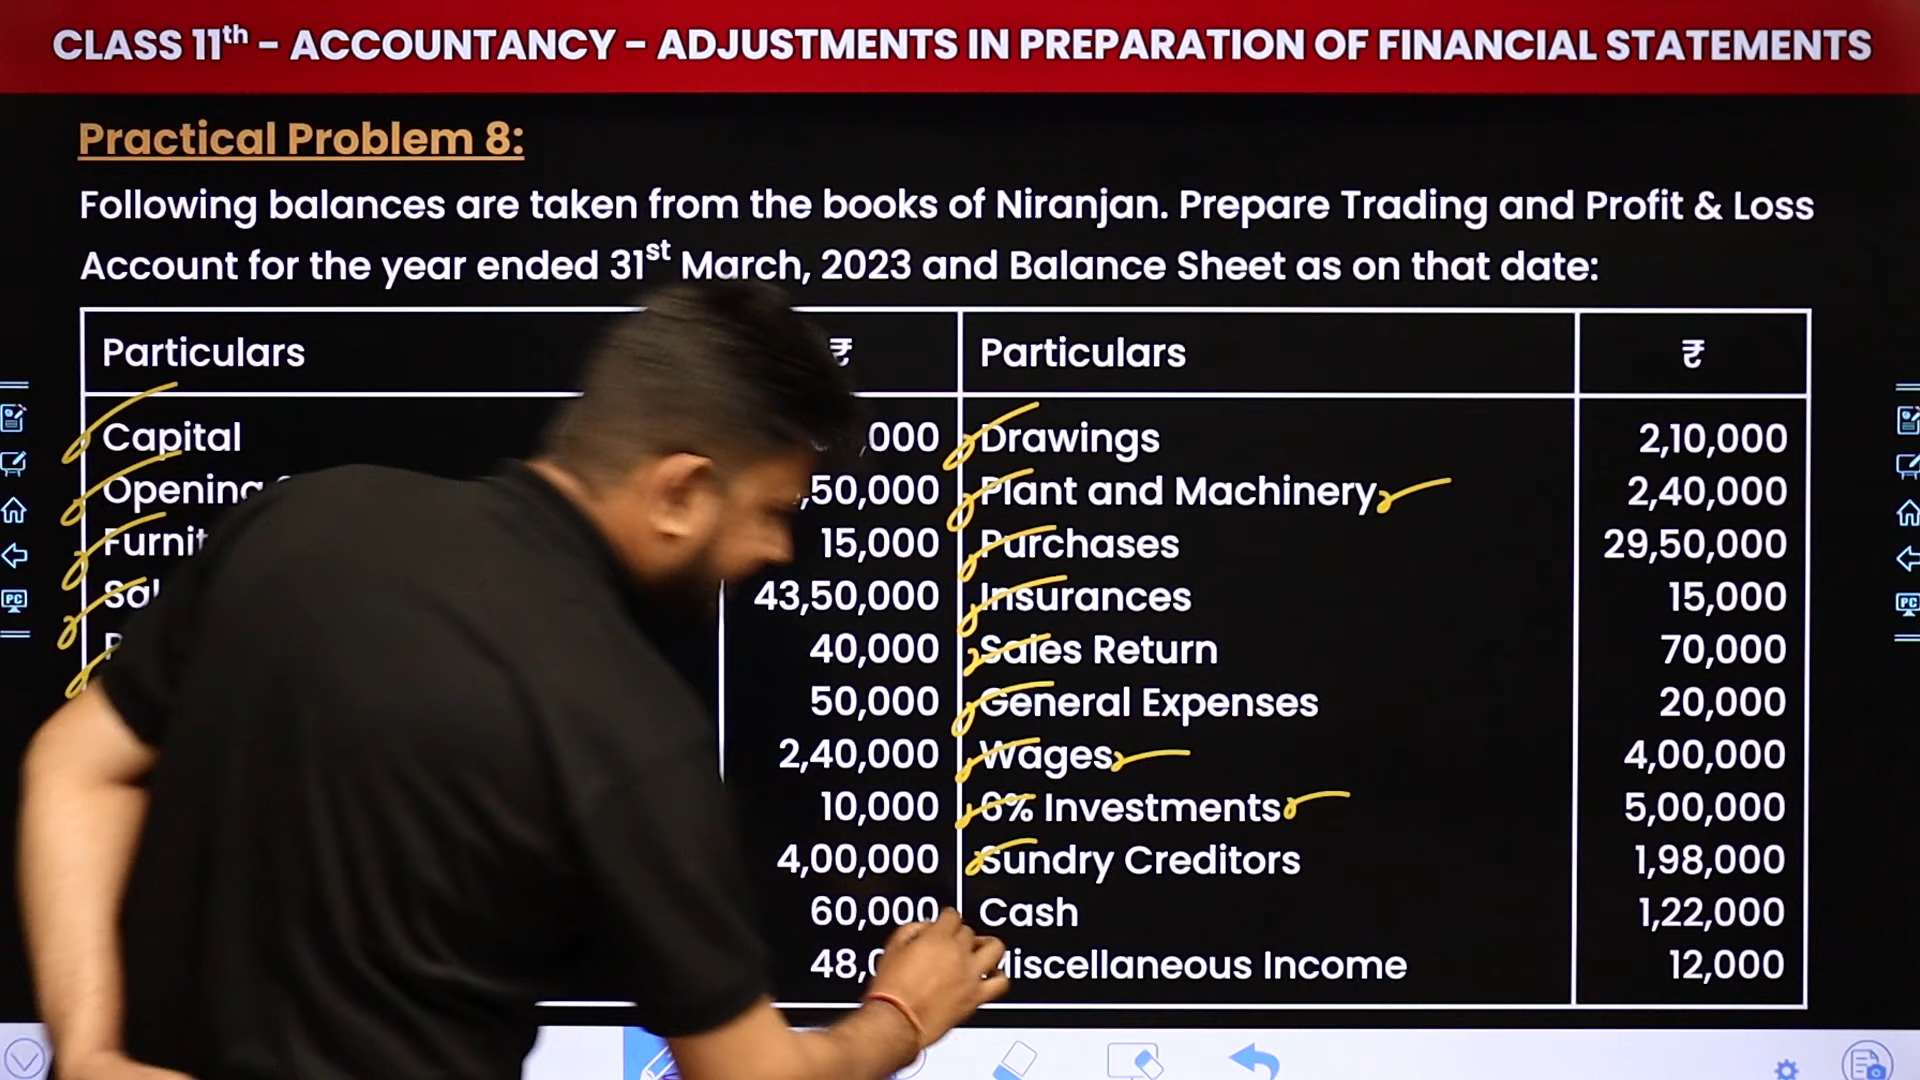 CLASS 11th – ACCOUNTANCY – ADJUSTMENTS IN PREPARATION OF FINANCIAL STATEMENTS
Practical Problem 8:
Following balances are taken from the books of Niranjan. Prepare Trading and Profit & Loss
Account for the year ended 31st March, 2023 and Balance Sheet as on that date:
Particulars ₹ Particulars ₹
Capital ,000 Drawings 2,10,000
Opening ,50,000 Plant and Machinery 2,40,000
15,000 Purchases 29,50,000
43,50,000 Insurances 15,000
40,000 Sales Return 70,000
50,000 General Expenses 20,000
2,40,000 Wages 4,00,000
10,000 6% Investments 5,00,000
4,00,000 Sundry Creditors 1,98,000
60,000 Cash 1,22,000
Miscellaneous Income 12,000
PC
PC